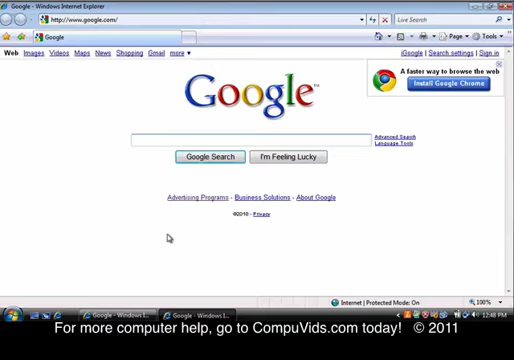 Google - Windows Internet Explorer
http://www.google.com/
Live Search
Google
Page
Tools
Web Images Videos Maps News Shopping Gmail more
iGoogle | Search settings | Sign in
A faster way to browse the web
Install Google Chrome
Google™
Advanced Search
Language Tools
Google Search
I'm Feeling Lucky
Advertising Programs - Business Solutions - About Google
©2010 - Privacy
Internet | Protected Mode: On
100%
Google - Windows I...
Google - Windows I...
12:48 PM
For more computer help, go to CompuVids.com today! © 2011